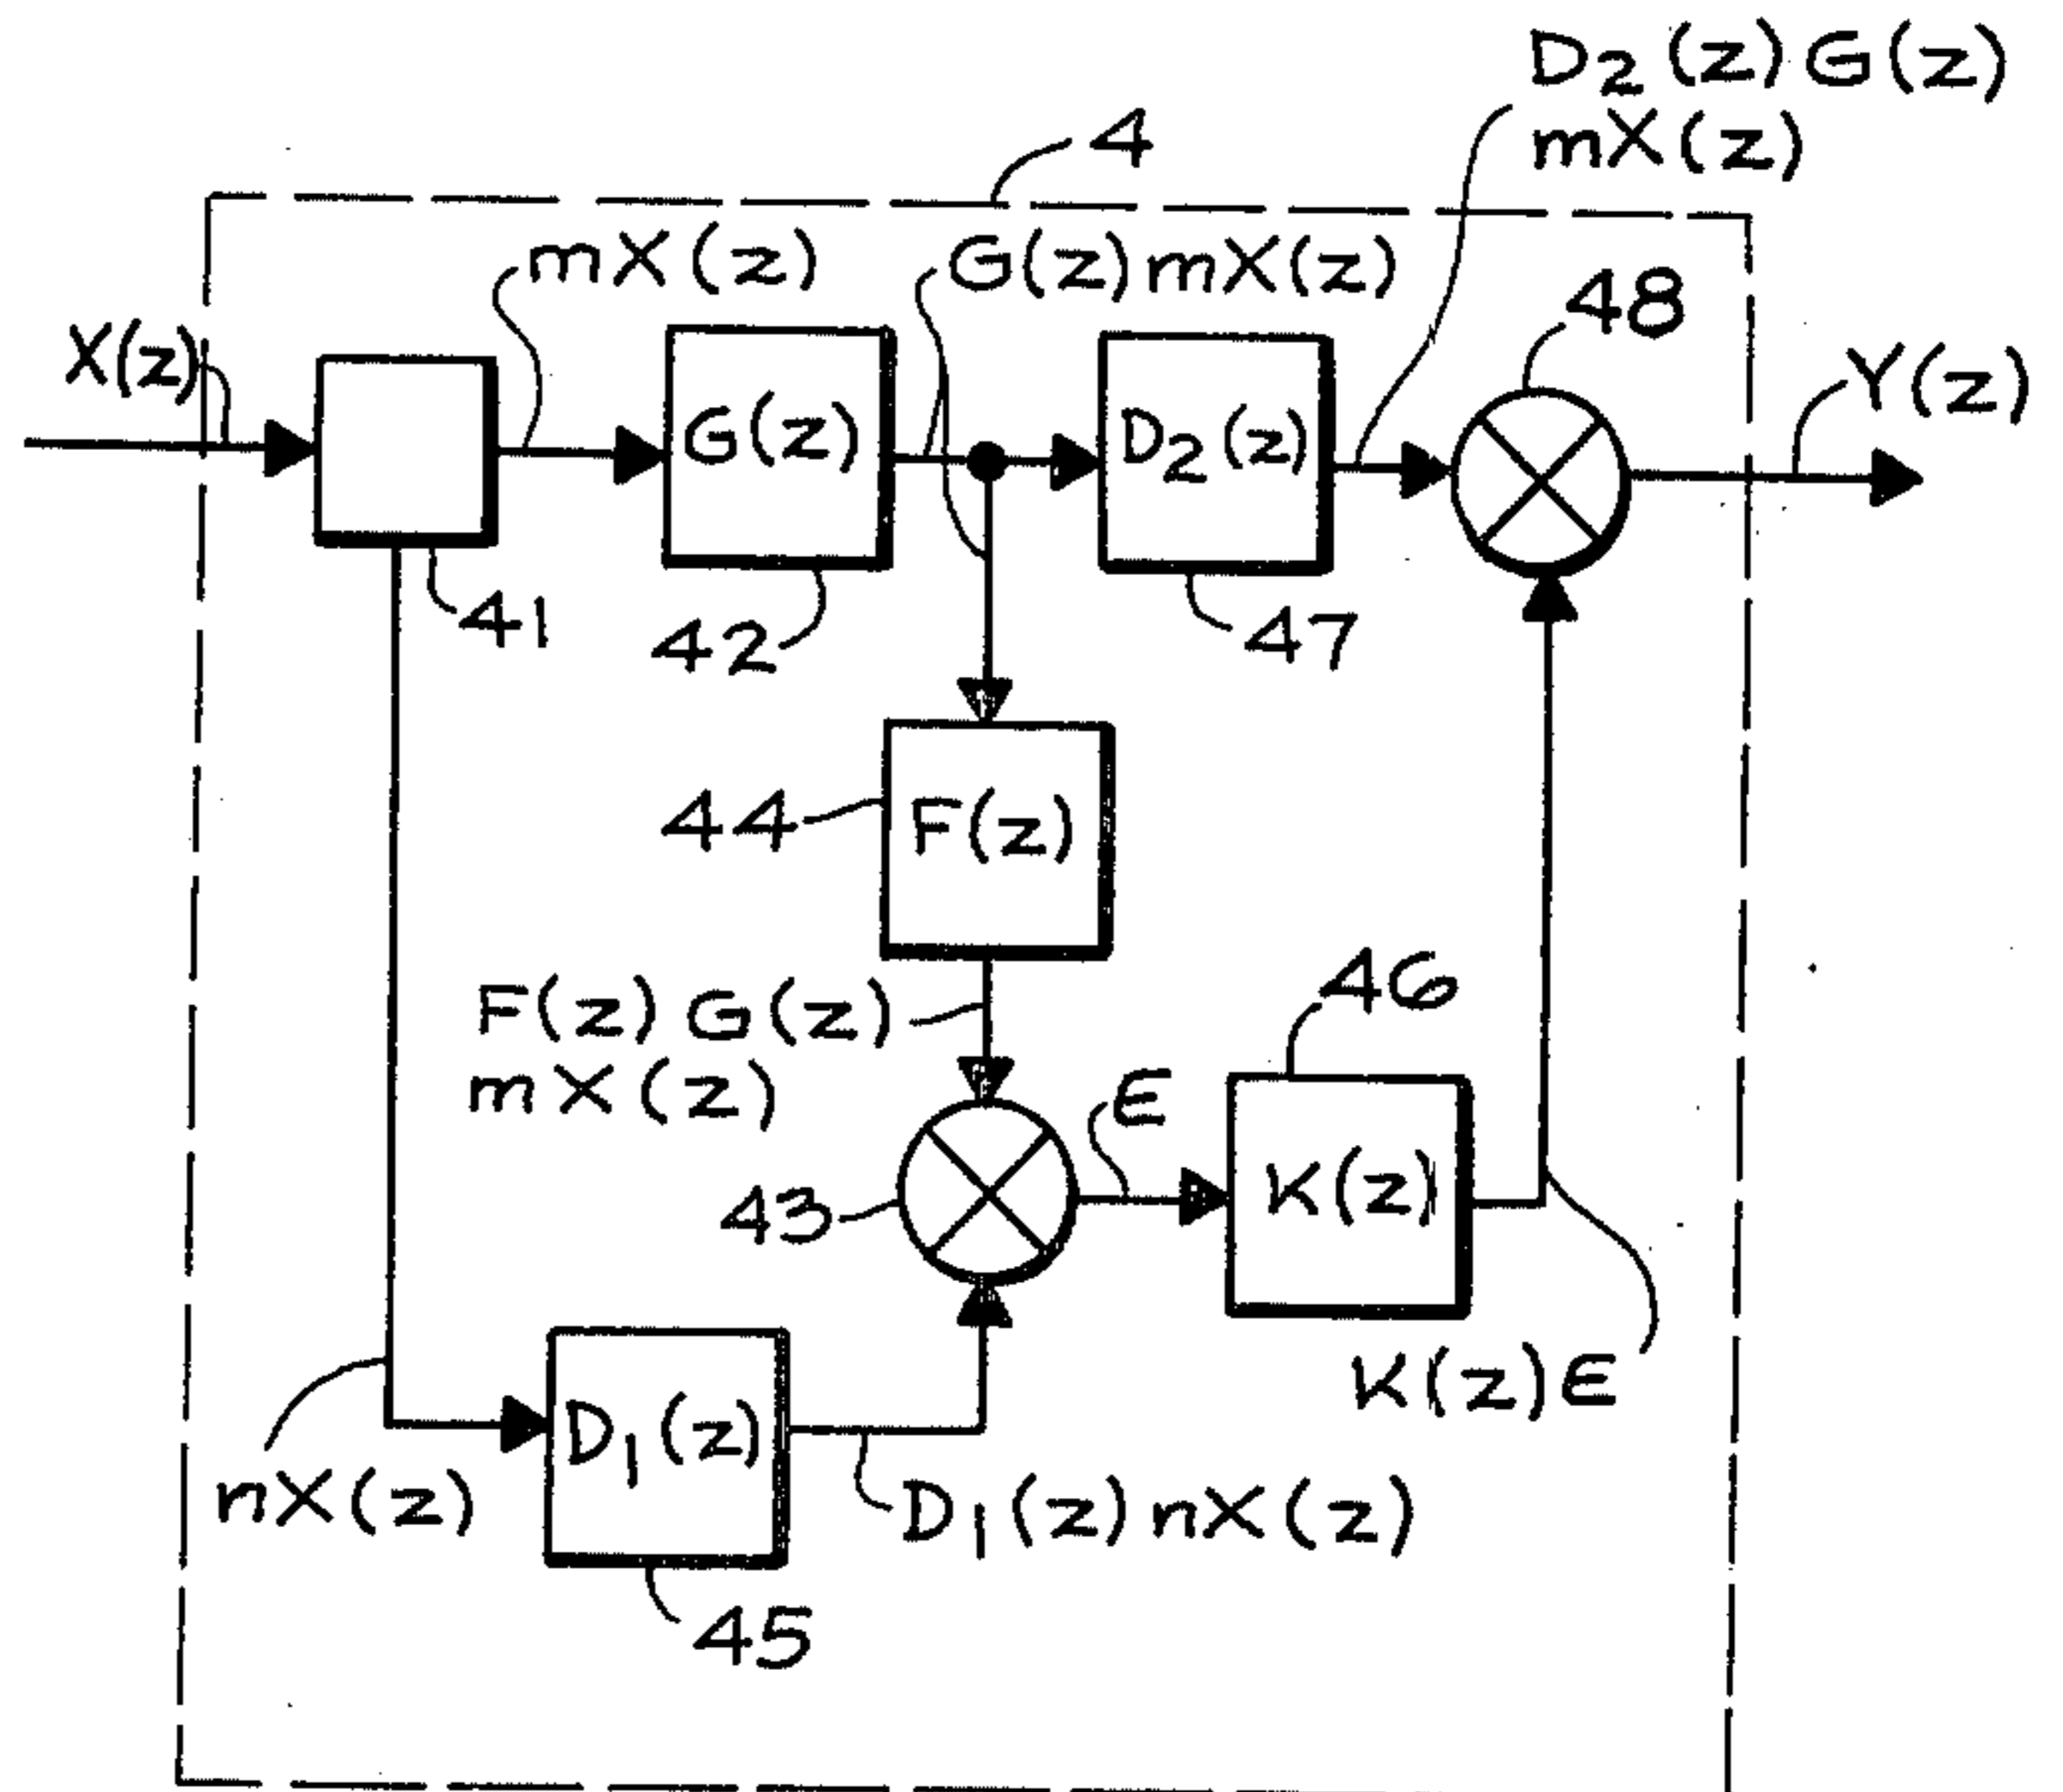 D₂(z)G(z)
mX(z)
4
mX(z)
G(z)mX(z)
48
X(z)
Y(z)
G(z)
D₂(z)
41
42
47
44
F(z)
F(z)G(z)
mX(z)
46
ϵ
43
K(z)
K(z)ϵ
D₁(z)
nX(z)
D₁(z)nX(z)
45